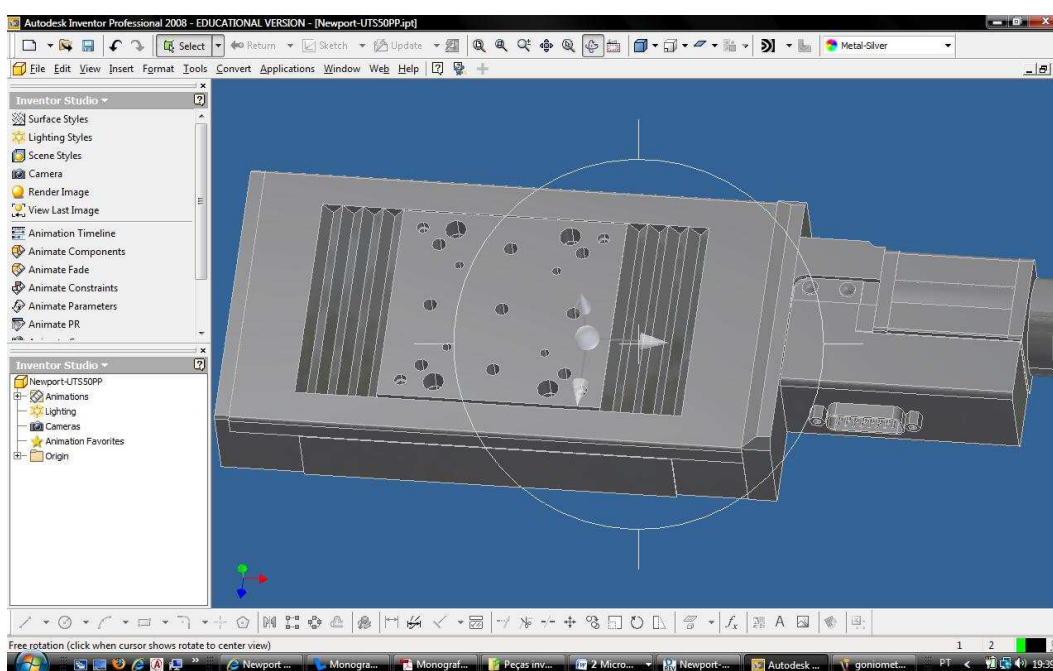 Autodesk Inventor Professional 2008 - EDUCATIONAL VERSION - [Newport-UTS50PP.ipt]
Select Return Sketch Update Metal-Silver
File Edit View Insert Format Tools Convert Applications Window Web Help
Inventor Studio
Surface Styles
Lighting Styles
Scene Styles
Camera
Render Image
View Last Image
Animation Timeline
Animate Components
Animate Fade
Animate Constraints
Animate Parameters
Animate PR
Inventor Studio
Newport-UTS50PP
Animations
Lighting
Cameras
Animation Favorites
Origin
Free rotation (click when cursor shows rotate to center view) 1 2
Newport ... Monogra... Monograf... Peças inv... 2 Micro... Newport-... Autodesk ... goniomet... PT 19:39